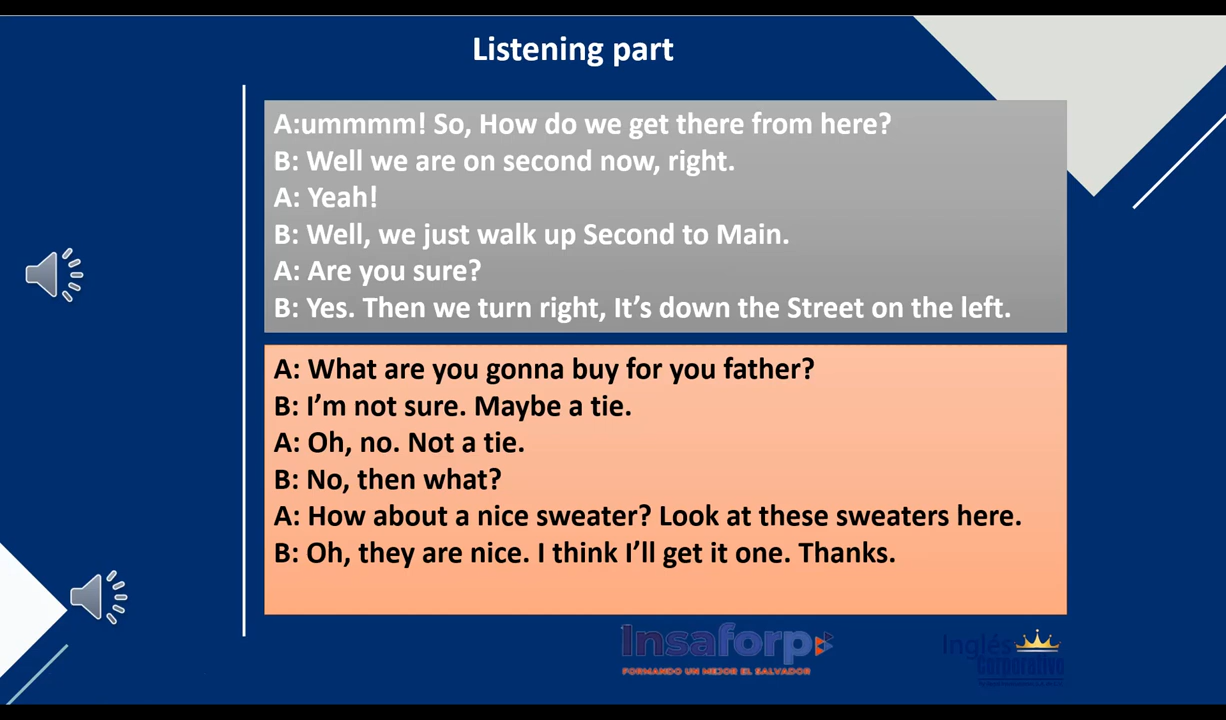 Listening part
A:ummmm! So, How do we get there from here?
B: Well we are on second now, right.
A: Yeah!
B: Well, we just walk up Second to Main.
A: Are you sure?
B: Yes. Then we turn right, It’s down the Street on the left.
A: What are you gonna buy for you father?
B: I’m not sure. Maybe a tie.
A: Oh, no. Not a tie.
B: No, then what?
A: How about a nice sweater? Look at these sweaters here.
B: Oh, they are nice. I think I’ll get it one. Thanks.
Insaforp
FORMANDO UN MEJOR EL SALVADOR
Inglés
Corporativo